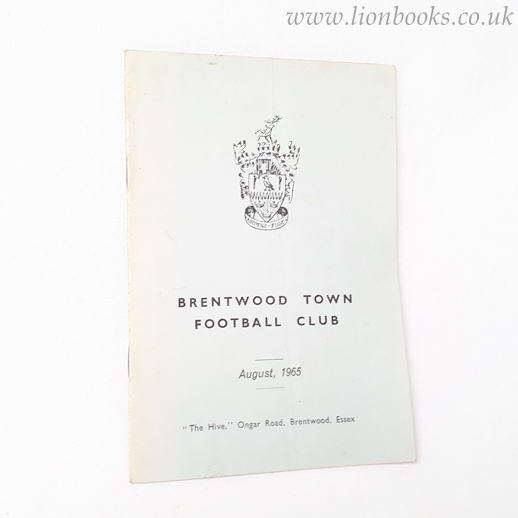 www.lionbooks.co.uk
BRENTWOOD TOWN
FOOTBALL CLUB
August, 1965
"The Hive," Ongar Road, Brentwood, Essex